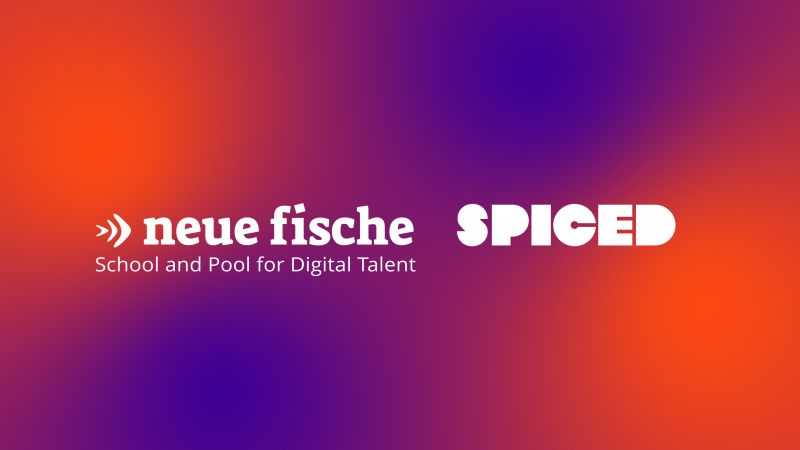 neue fische
School and Pool for Digital Talent
SPICED